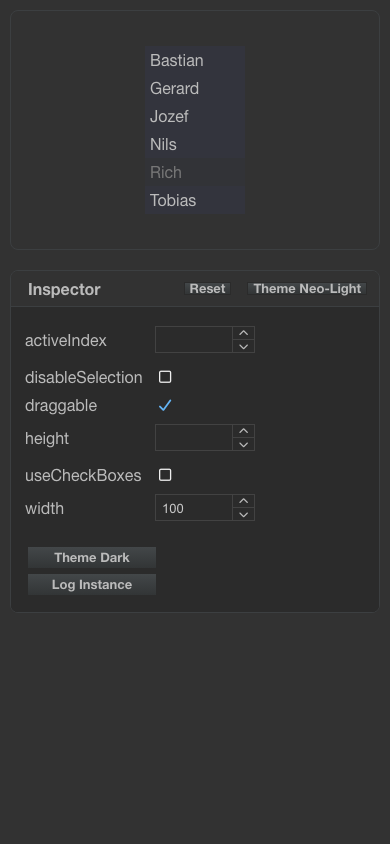 Bastian
Gerard
Jozef
Nils
Rich
Tobias
Inspector Reset Theme Neo-Light
activeIndex
disableSelection
draggable
height
useCheckBoxes
width 100
Theme Dark
Log Instance